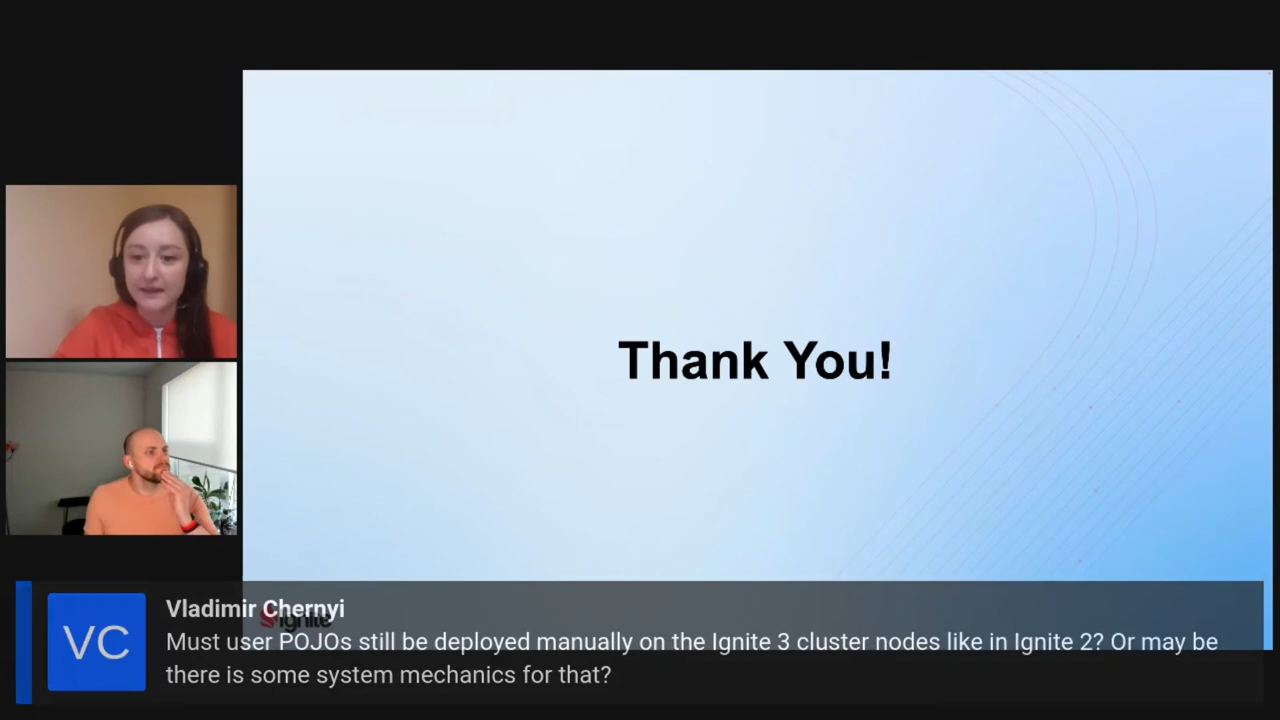 Thank You!
ignite
VC
Vladimir Chernyi
Must user POJOs still be deployed manually on the Ignite 3 cluster nodes like in Ignite 2? Or may be
there is some system mechanics for that?